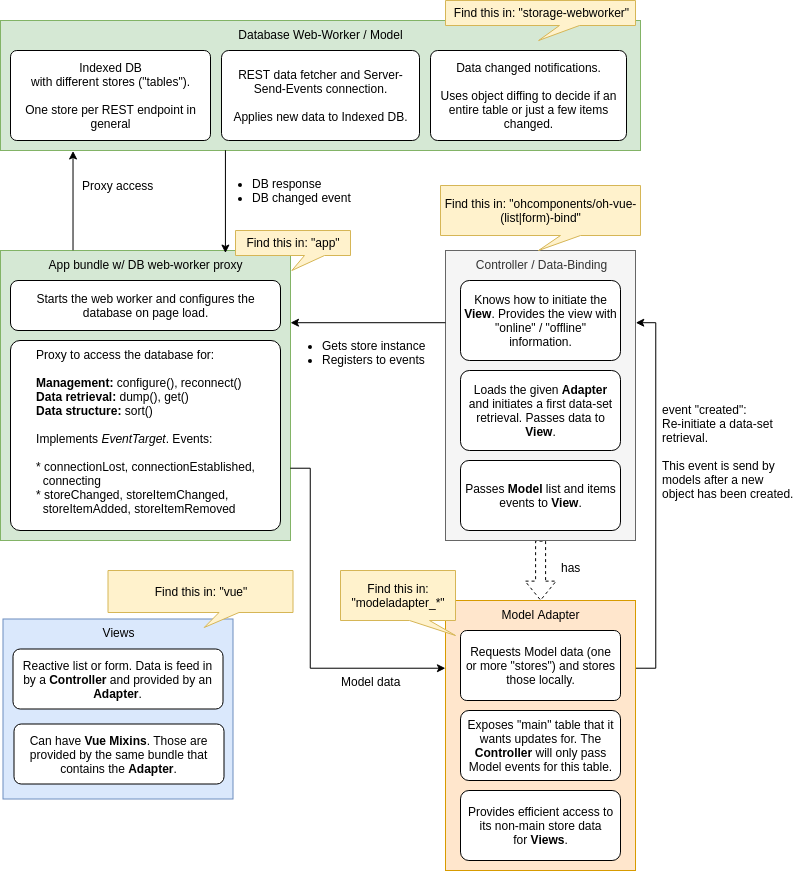 Find this in: "storage-webworker"
Database Web-Worker / Model
Indexed DB
with different stores ("tables").
One store per REST endpoint in
general
REST data fetcher and Server-
Send-Events connection.
Applies new data to Indexed DB.
Data changed notifications.
Uses object diffing to decide if an
entire table or just a few items
changed.
Proxy access
• DB response
• DB changed event
Find this in: "ohcomponents/oh-vue-
(list|form)-bind"
Find this in: "app"
App bundle w/ DB web-worker proxy
Starts the web worker and configures the
database on page load.
Proxy to access the database for:
Management: configure(), reconnect()
Data retrieval: dump(), get()
Data structure: sort()
Implements EventTarget. Events:
* connectionLost, connectionEstablished,
connecting
* storeChanged, storeItemChanged,
storeItemAdded, storeItemRemoved
• Gets store instance
• Registers to events
Controller / Data-Binding
Knows how to initiate the
View. Provides the view with
"online" / "offline"
information.
Loads the given Adapter
and initiates a first data-set
retrieval. Passes data to
View.
Passes Model list and items
events to View.
event "created":
Re-initiate a data-set
retrieval.
This event is send by
models after a new
object has been created.
has
Find this in: "vue"
Views
Reactive list or form. Data is feed in
by a Controller and provided by an
Adapter.
Can have Vue Mixins. Those are
provided by the same bundle that
contains the Adapter.
Find this in:
"modeladapter_*"
Model data
Model Adapter
Requests Model data (one
or more "stores") and stores
those locally.
Exposes "main" table that it
wants updates for. The
Controller will only pass
Model events for this table.
Provides efficient access to
its non-main store data
for Views.